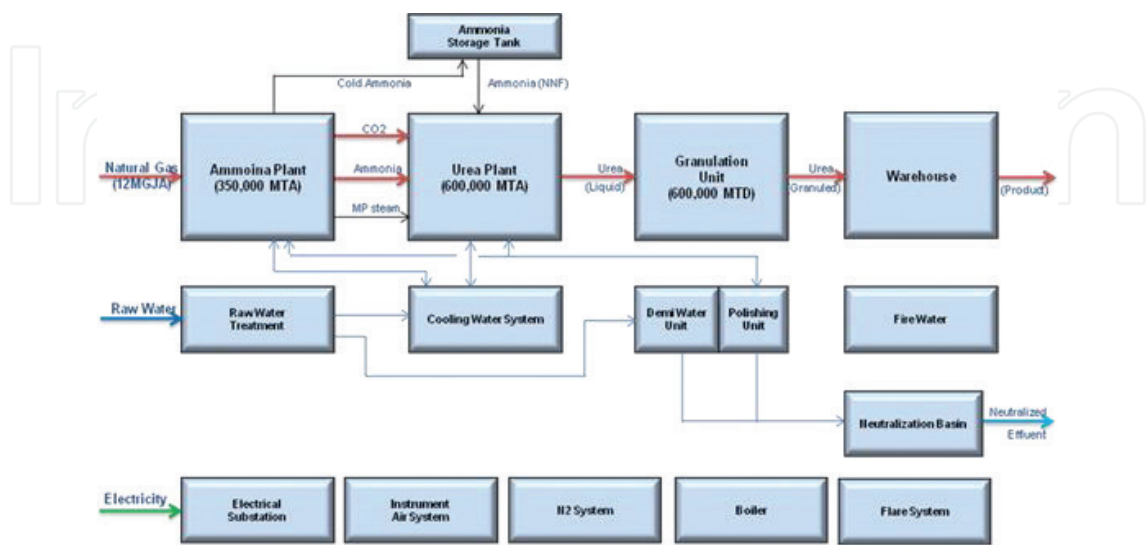 Ammonia
Storage Tank
Cold Ammonia
Ammonia (NNF)
Natural Gas
(12MGJA)
Ammoina Plant
(350,000 MTA)
CO2
Ammonia
MP steam
Urea Plant
(600,000 MTA)
Urea
(Liquid)
Granulation
Unit
(600,000 MTD)
Urea
(Granuled)
Warehouse
(Product)
Raw Water
Raw Water
Treatment
Cooling Water System
Demi Water
Unit
Polishing
Unit
Fire Water
Neutralization Basin
Neutralized
Effluent
Electricity
Electrical
Substation
Instrument
Air System
N2 System
Boiler
Flare System